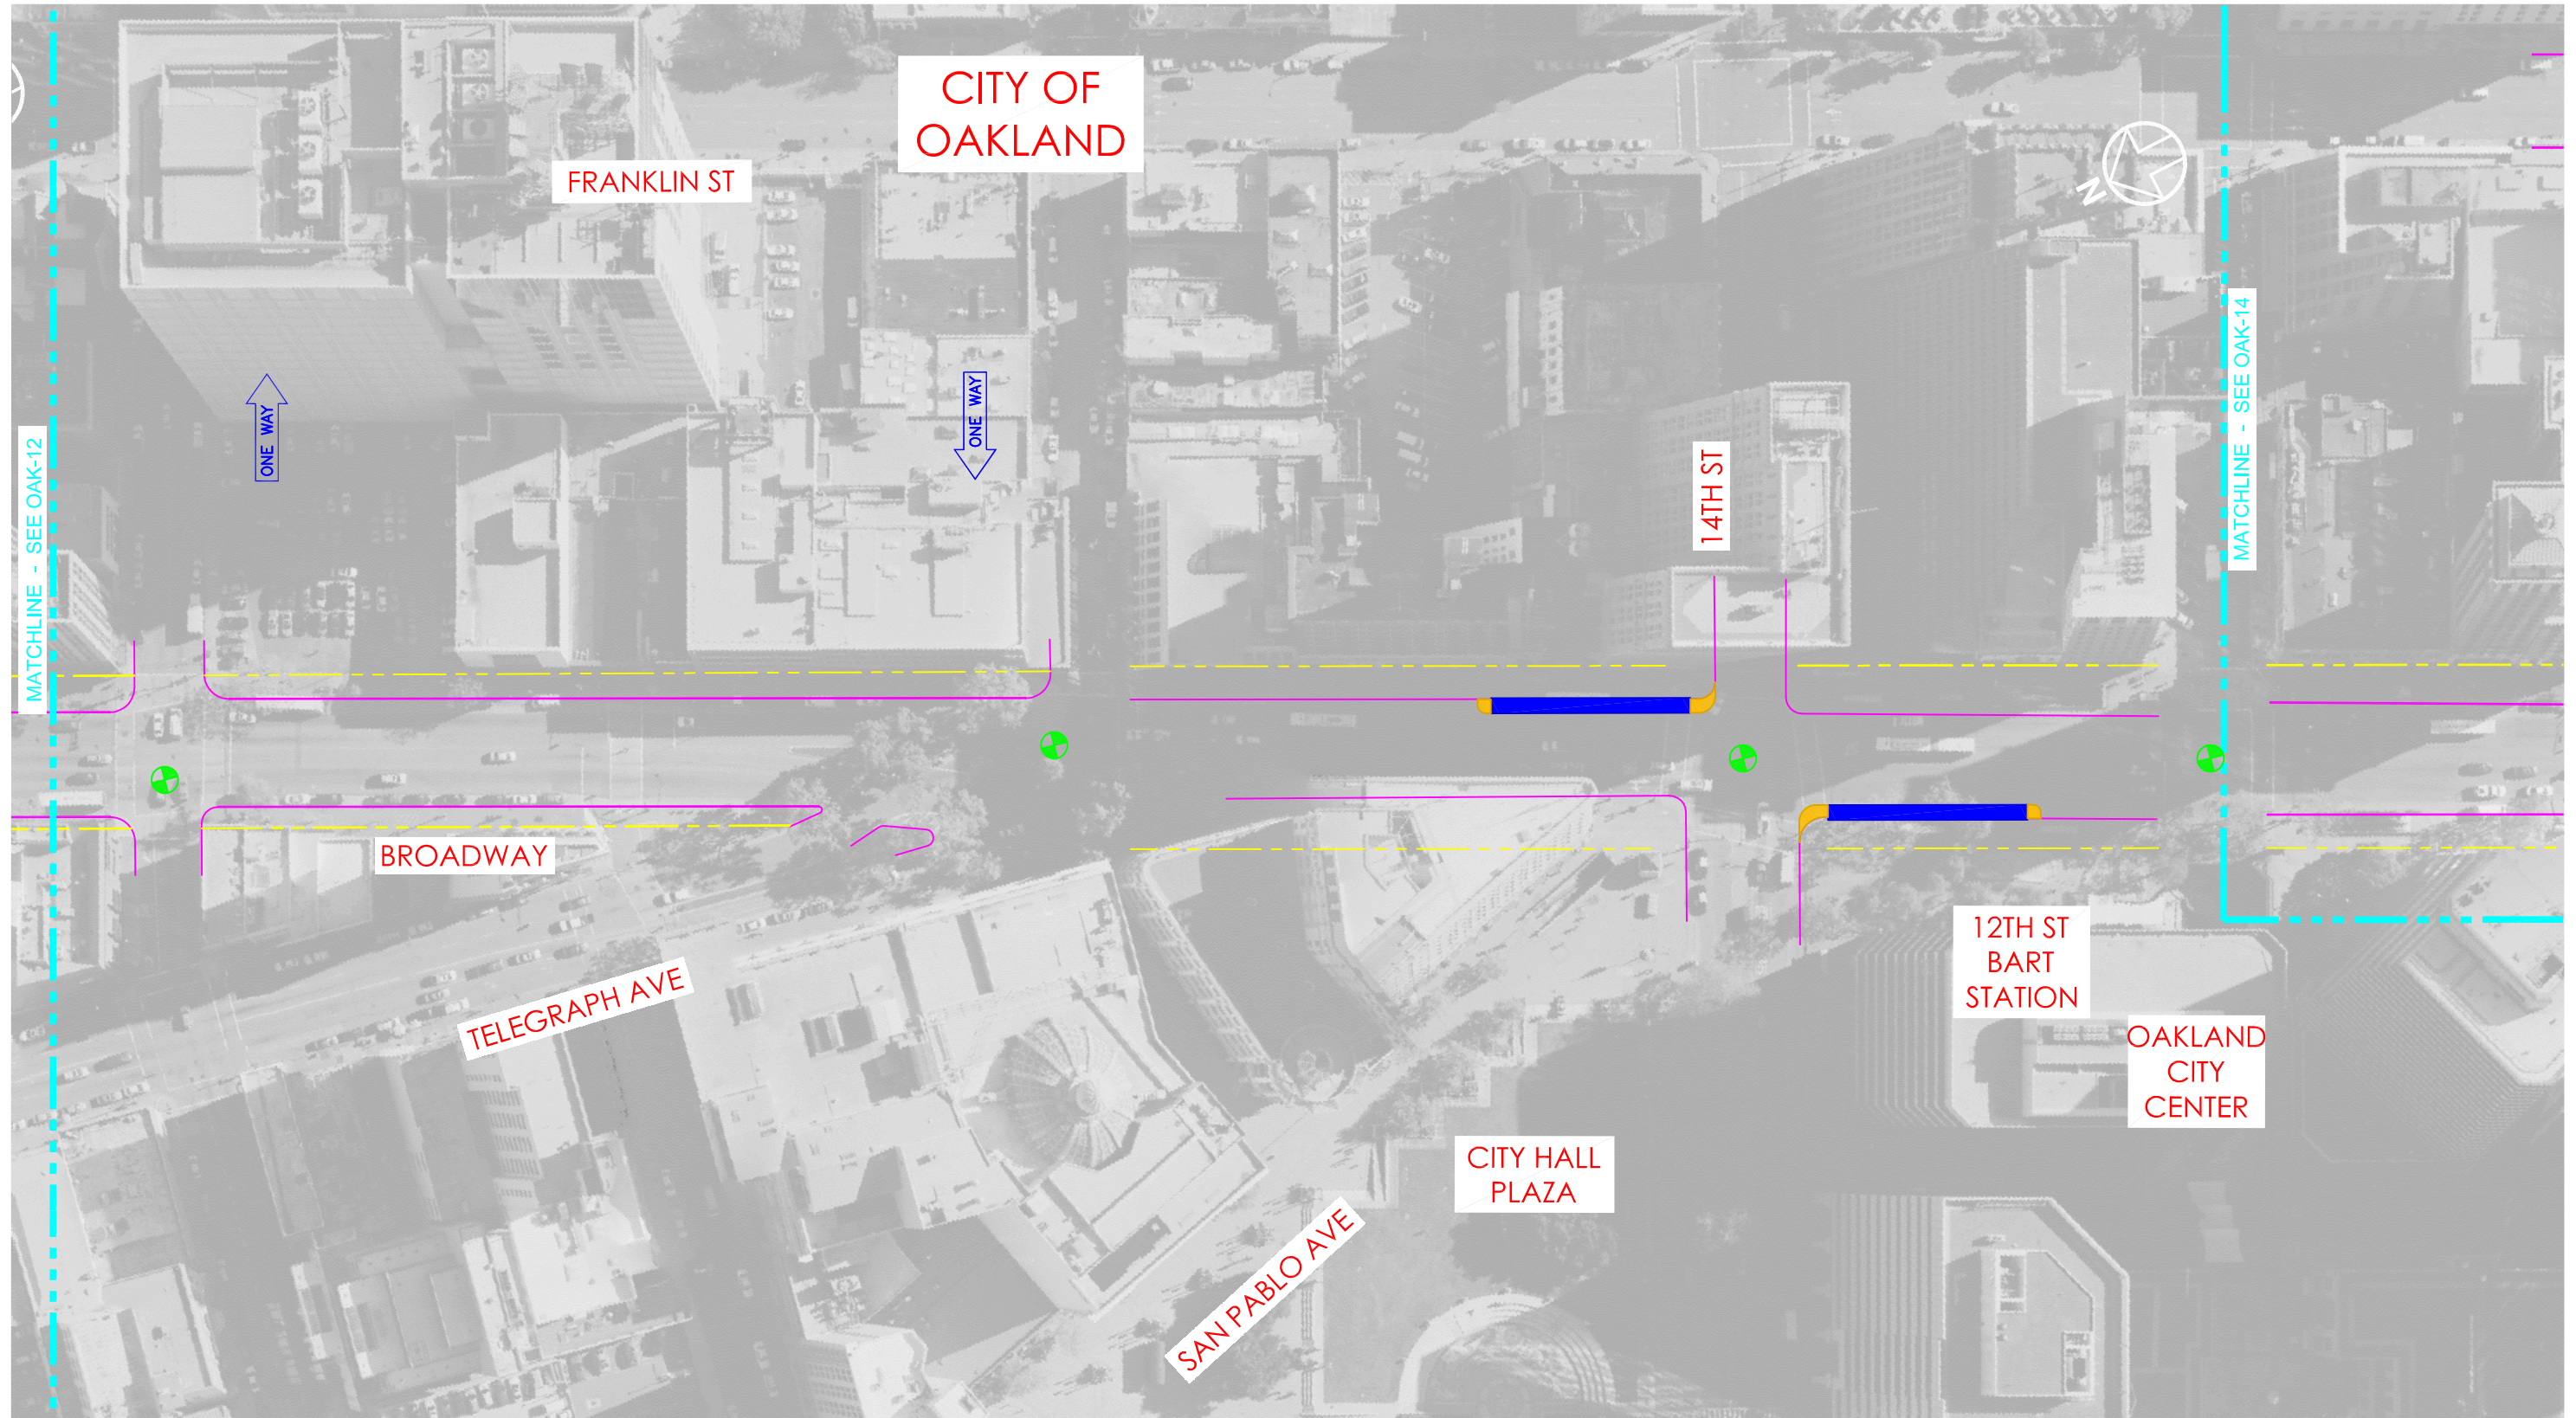 CITY OF
OAKLAND
FRANKLIN ST
N
ONE WAY
ONE WAY
MATCHLINE - SEE OAK-12
MATCHLINE - SEE OAK-14
14TH ST
BROADWAY
TELEGRAPH AVE
12TH ST
BART
STATION
OAKLAND
CITY
CENTER
CITY HALL
PLAZA
SAN PABLO AVE